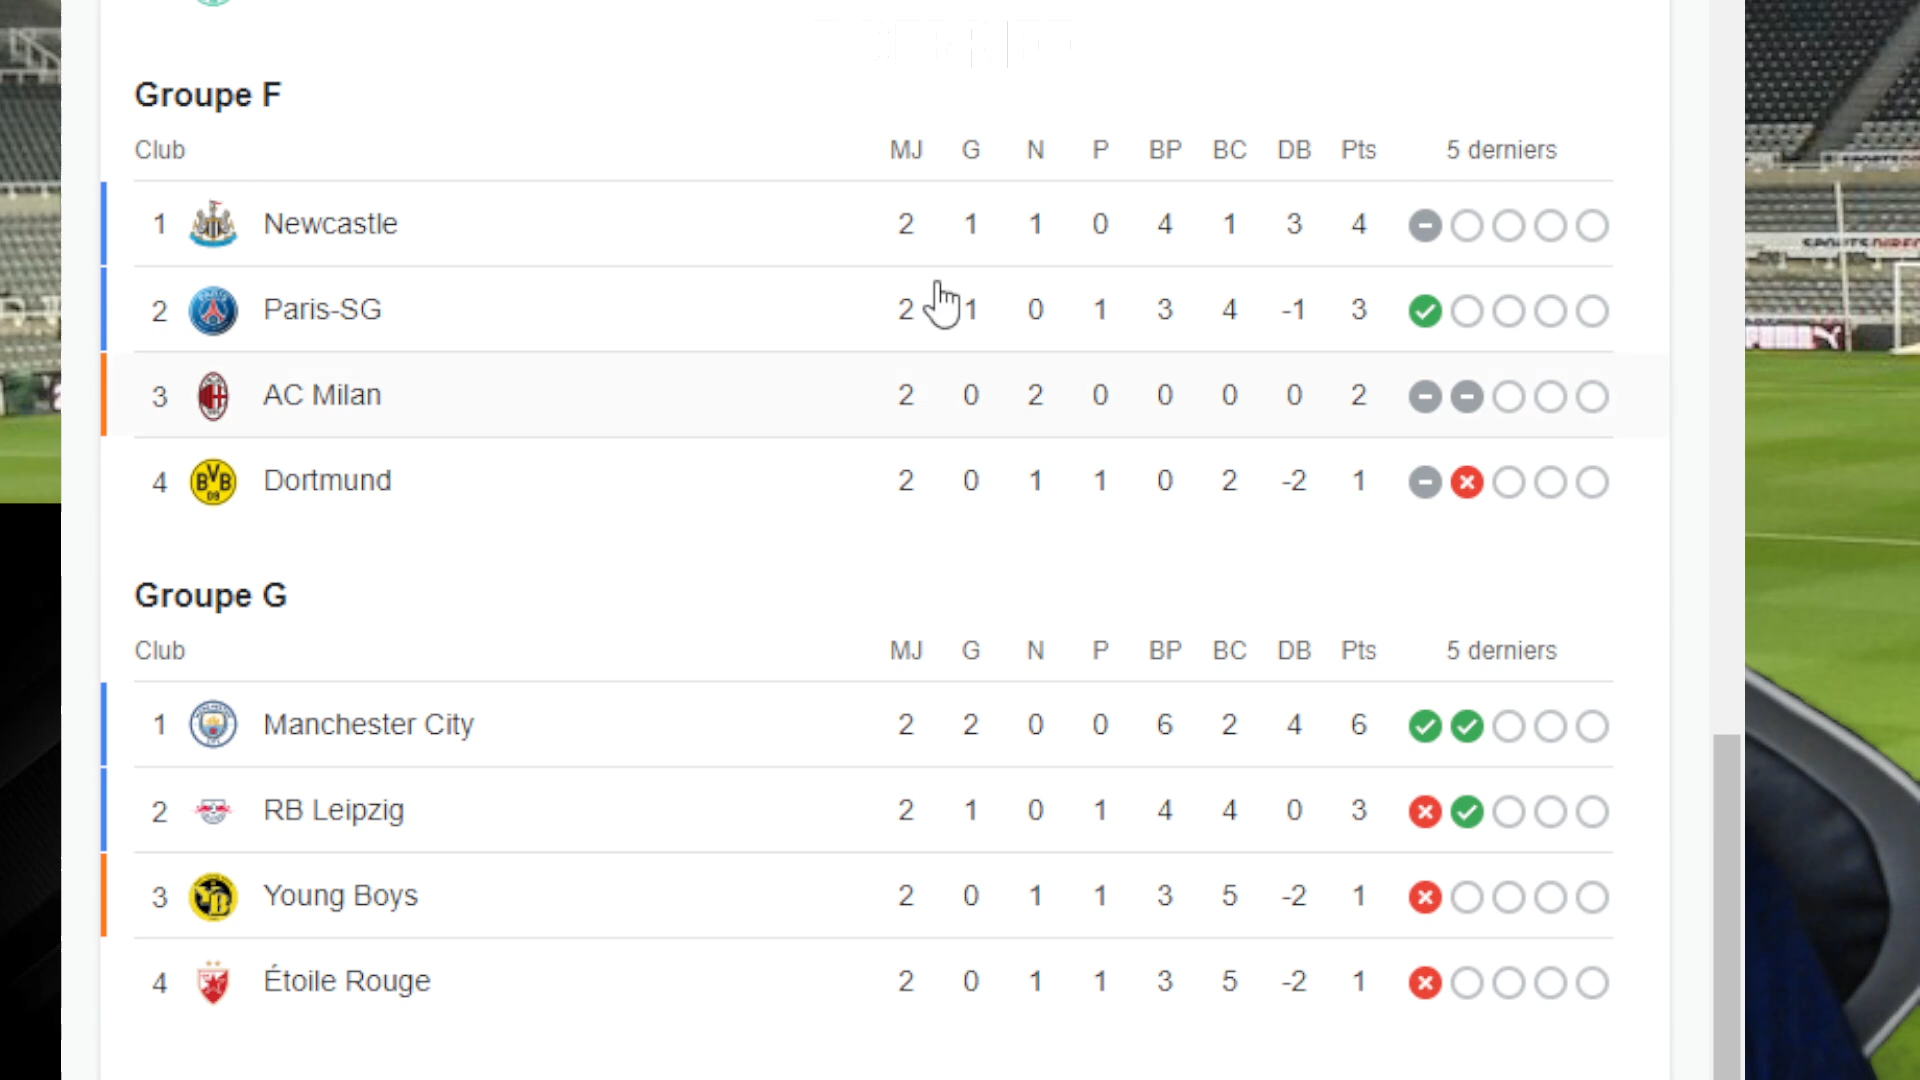 Groupe F
Club MJ G N P BP BC DB Pts 5 derniers
1 Newcastle 2 1 1 0 4 1 3 4
2 Paris-SG 2 1 0 1 3 4 -1 3
3 AC Milan 2 0 2 0 0 0 0 2
4 BVB 09 Dortmund 2 0 1 1 0 2 -2 1
Groupe G
Club MJ G N P BP BC DB Pts 5 derniers
1 Manchester City 2 2 0 0 6 2 4 6
2 RB Leipzig 2 1 0 1 4 4 0 3
3 Young Boys 2 0 1 1 3 5 -2 1
4 Étoile Rouge 2 0 1 1 3 5 -2 1
SPORTS DIREC